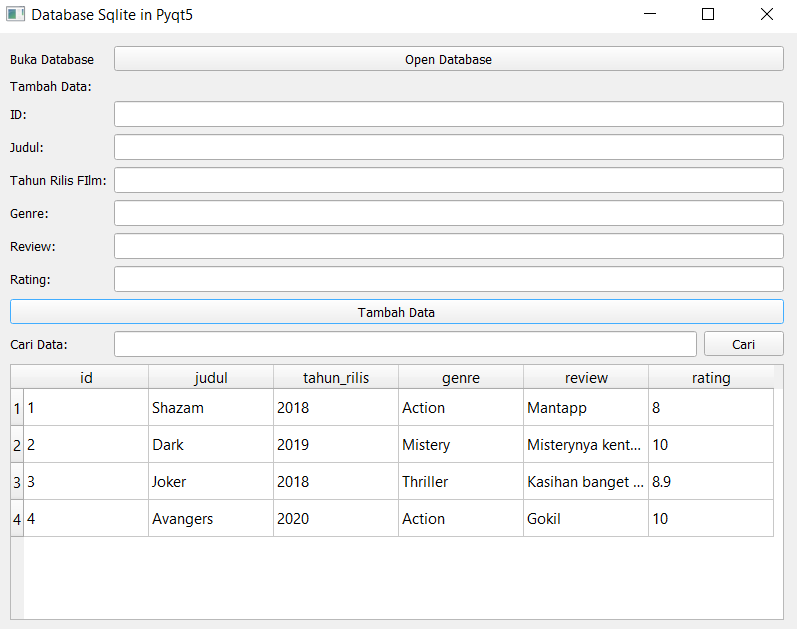 Database Sqlite in Pyqt5
Buka Database Open Database
Tambah Data:
ID:
Judul:
Tahun Rilis FIlm:
Genre:
Review:
Rating:
Tambah Data
Cari Data: Cari
id judul tahun_rilis genre review rating
1 1 Shazam 2018 Action Mantapp 8
2 2 Dark 2019 Mistery Misterynya kent... 10
3 3 Joker 2018 Thriller Kasihan banget ... 8.9
4 4 Avangers 2020 Action Gokil 10